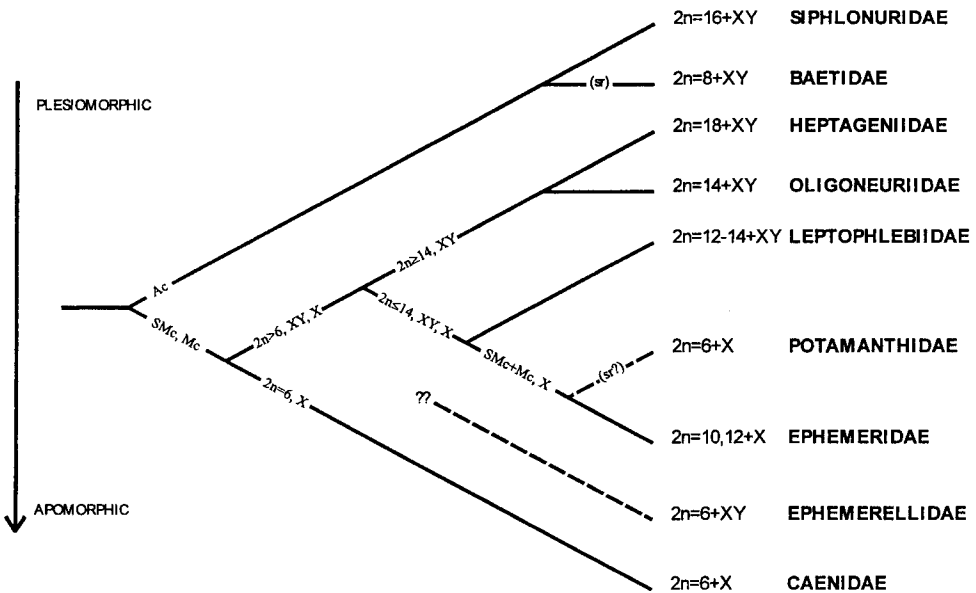 2n=16+XY SIPHLONURIDAE
(sr)
2n=8+XY BAETIDAE
PLESIOMORPHIC
2n=18+XY HEPTAGENIIDAE
2n=14+XY OLIGONEURIIDAE
2n=12-14+XY LEPTOPHLEBIIDAE
2n≥14, XY
Ac
2n>6, XY, X
2n≤14, XY, X
SMc, Mc
SMc+Mc, X
2n=6+X POTAMANTHIDAE
(sr?)
2n=6, X
??
2n=10,12+X EPHEMERIDAE
APOMORPHIC
2n=6+XY EPHEMERELLIDAE
2n=6+X CAENIDAE